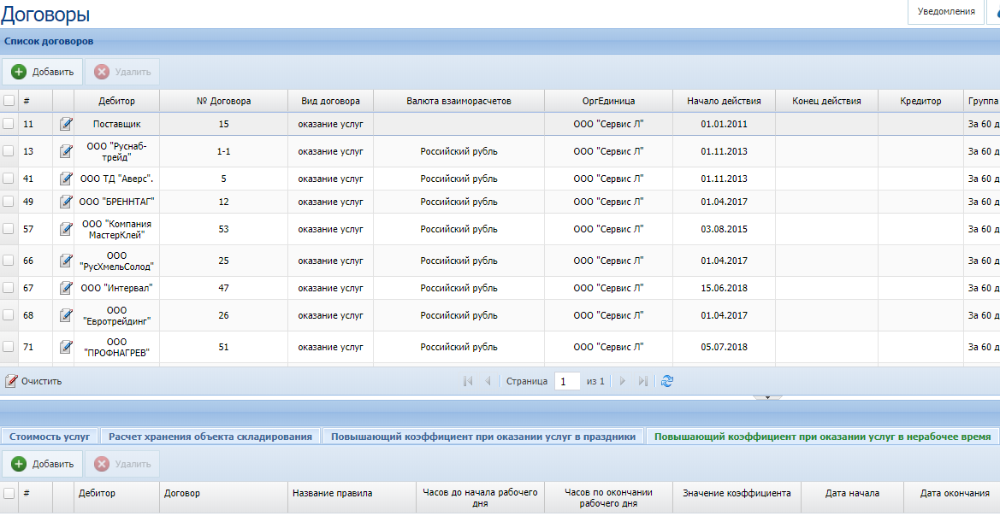 Договоры
Уведомления
Список договоров
Добавить Удалить
# Дебитор № Договора Вид договора Валюта взаиморасчетов ОргЕдиница Начало действия Конец действия Кредитор Группа
11 Поставщик 15 оказание услуг ООО "Сервис Л" 01.01.2011 За 60 д
13 ООО "Руснаб-
трейд" 1-1 оказание услуг Российский рубль ООО "Сервис Л" 01.11.2013 За 60 д
41 ООО ТД "Аверс". 5 оказание услуг Российский рубль ООО "Сервис Л" 01.11.2013 За 60 д
49 ООО "БРЕННТАГ" 12 оказание услуг Российский рубль ООО "Сервис Л" 01.04.2017 За 60 д
57 ООО "Компания
МастерКлей" 53 оказание услуг Российский рубль ООО "Сервис Л" 03.08.2015 За 60 д
66 ООО
"РусХмельСолод" 25 оказание услуг Российский рубль ООО "Сервис Л" 01.04.2017 За 60 д
67 ООО "Интервал" 47 оказание услуг Российский рубль ООО "Сервис Л" 15.06.2018 За 60 д
68 ООО
"Евротрейдинг" 26 оказание услуг Российский рубль ООО "Сервис Л" 01.04.2017 За 60 д
71 ООО
"ПРОФНАГРЕВ" 51 оказание услуг Российский рубль ООО "Сервис Л" 05.07.2018 За 60 д
Очистить Страница 1 из 1
Стоимость услуг Расчет хранения объекта складирования Повышающий коэффициент при оказании услуг в праздники Повышающий коэффициент при оказании услуг в нерабочее время
Добавить Удалить
# Дебитор Договор Название правила Часов до начала рабочего
дня Часов по окончании
рабочего дня Значение коэффициента Дата начала Дата окончания